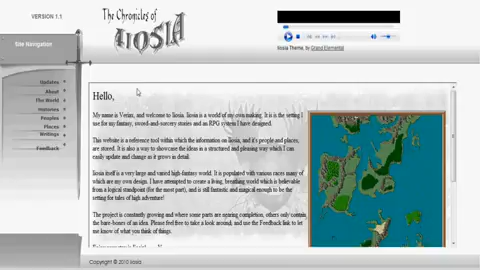 VERSION 1.1
The Chronicles of
IIOSIA
Site Navigation
Iiosia Theme, by Grand Elemental
Updates
About
The World
Histories
Peoples
Places
Writings
Feedback
Hello,
My name is Verixs, and welcome to Iiosia. Iiosia is a world of my own making. It is the setting I
use for my fantasy, sword-and-sorcery stories and an RPG system I have designed.
This website is a reference tool within which the information on Iiosia, and it's people and places,
are stored. It is also a way to showcase the ideas in a structured and pleasing way which I can
easily update and change as it grows in detail.
Iiosia itself is a very large and varied high-fantasy world. It is populated with various races many of
which are my own design. I have attempted to create a living, breathing world which is believable
from a logical standpoint (for the most part), and is still fantastic and magical enough to be the
setting for tales of high adventure!
The project is constantly growing and where some parts are nearing completion, others only contain
the bare-bones of an idea. Please feel free to take a look around, and use the Feedback link to let
me know of what you think of things.
Copyright © 2010 Iiosia